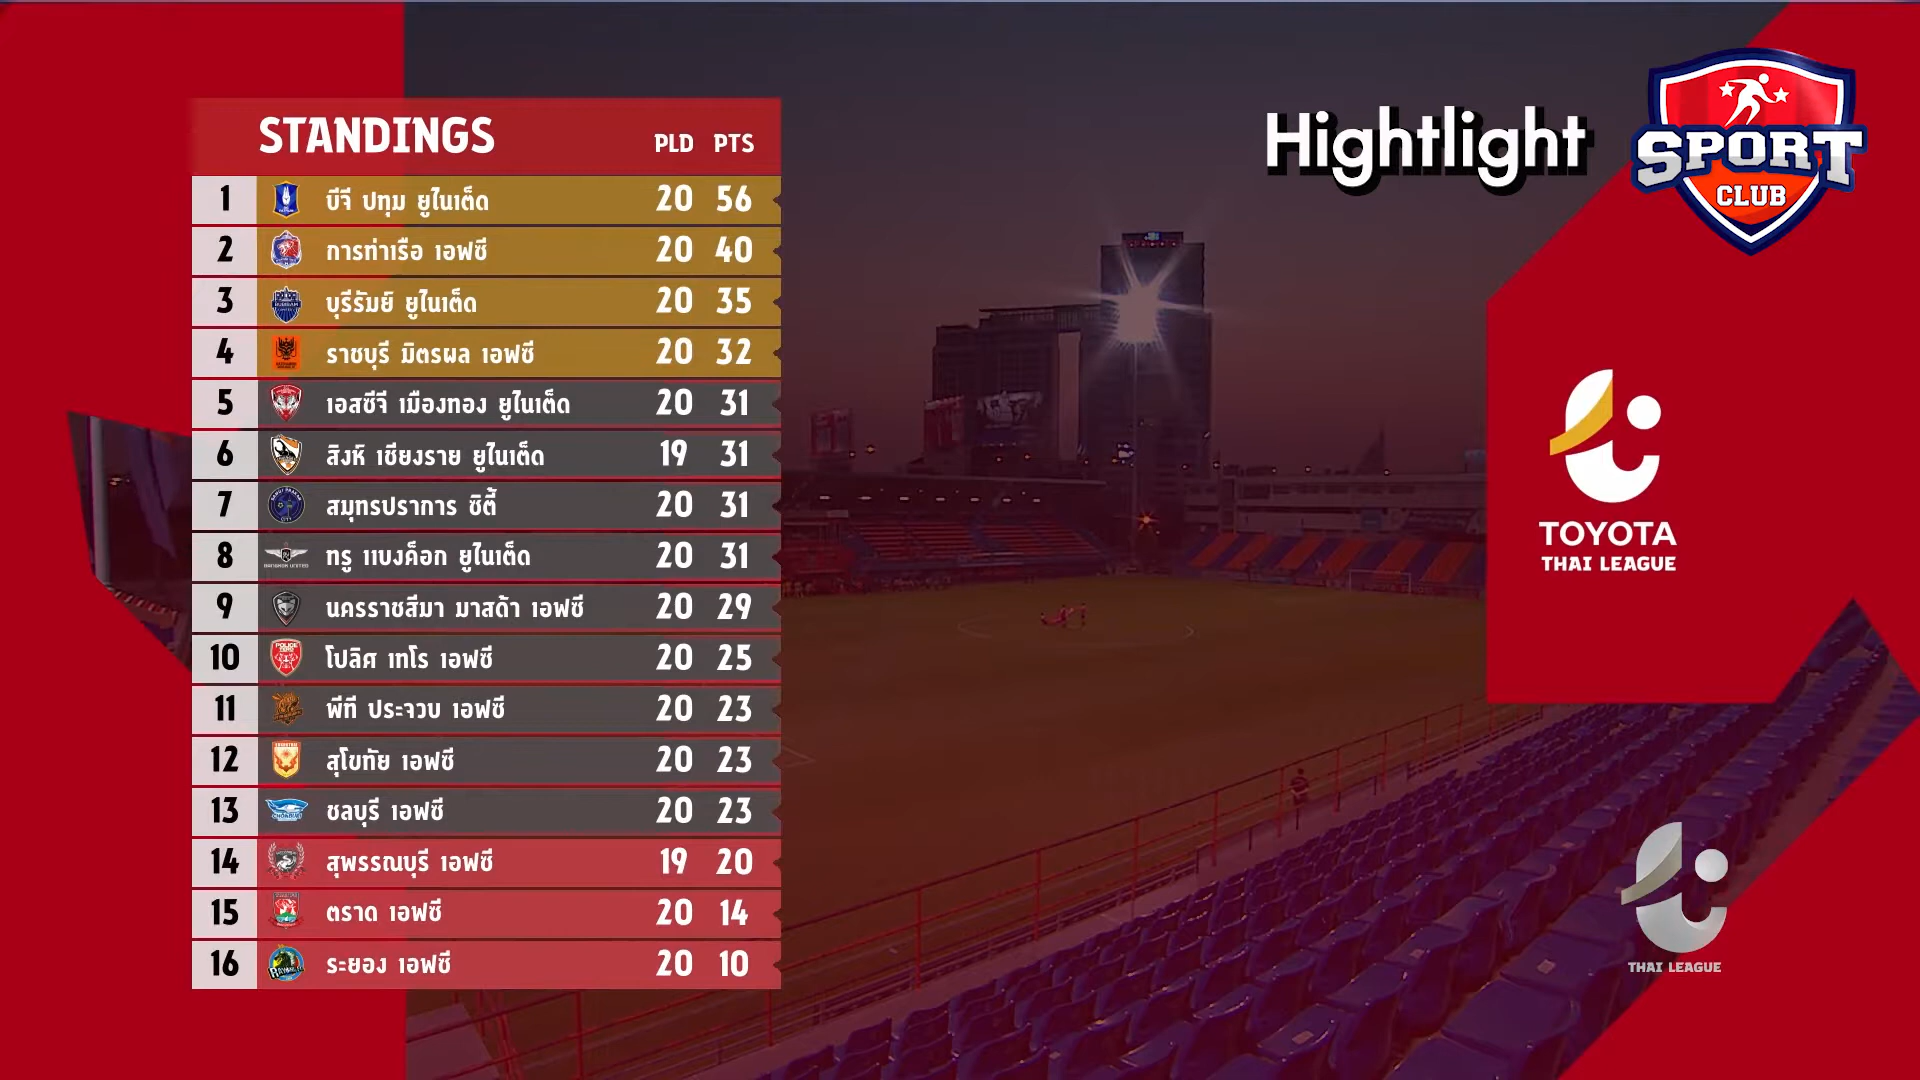 STANDINGS PLD PTS
1 บีจี ปทุม ยูไนเต็ด 20 56
2 การท่าเรือ เอฟซี 20 40
3 บุรีรัมย์ ยูไนเต็ด 20 35
4 ราชบุรี มิตรผล เอฟซี 20 32
5 เอสซีจี เมืองทอง ยูไนเต็ด 20 31
6 สิงห์ เชียงราย ยูไนเต็ด 19 31
7 สมุทรปราการ ซิตี้ 20 31
8 ทรู แบงค็อก ยูไนเต็ด 20 31
9 นครราชสีมา มาสด้า เอฟซี 20 29
10 โปลิศ เทโร เอฟซี 20 25
11 พีที ประจวบ เอฟซี 20 23
12 สุโขทัย เอฟซี 20 23
13 ชลบุรี เอฟซี 20 23
14 สุพรรณบุรี เอฟซี 19 20
15 ตราด เอฟซี 20 14
16 ระยอง เอฟซี 20 10
Hightlight
SPORT
CLUB
TOYOTA
THAI LEAGUE
THAI LEAGUE